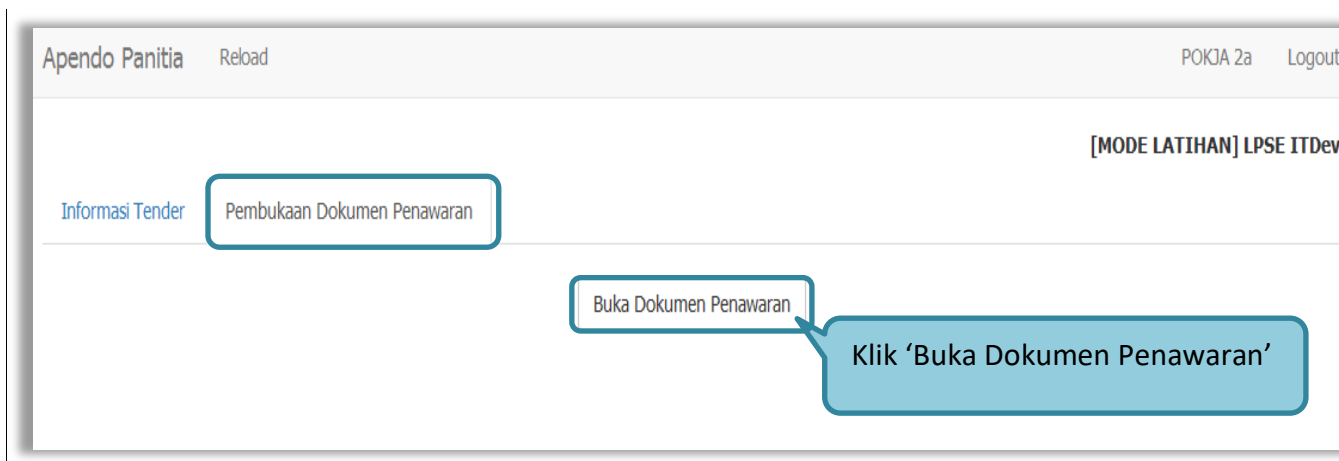 Apendo Panitia Reload POKJA 2a Logout
[MODE LATIHAN] LPSE ITDev
Informasi Tender Pembukaan Dokumen Penawaran
Buka Dokumen Penawaran
Klik ‘Buka Dokumen Penawaran’